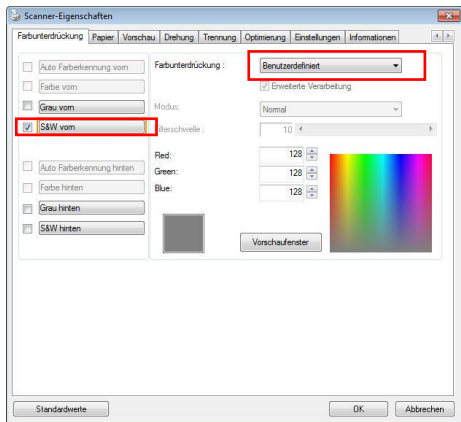 Scanner-Eigenschaften
Farbunterdrückung Papier Vorschau Drehung Trennung Optimierung Einstellungen Informationen
Auto Farberkennung vorn
Farbe vorn
Grau vorn
S&W vorn
Auto Farberkennung hinten
Farbe hinten
Grau hinten
S&W hinten
Farbunterdrückung : Benutzerdefiniert
Erweiterte Verarbeitung
Modus: Normal
ilterschwelle : 10
Red: 128
Green: 128
Blue: 128
Vorschaufenster
Standardwerte OK Abbrechen